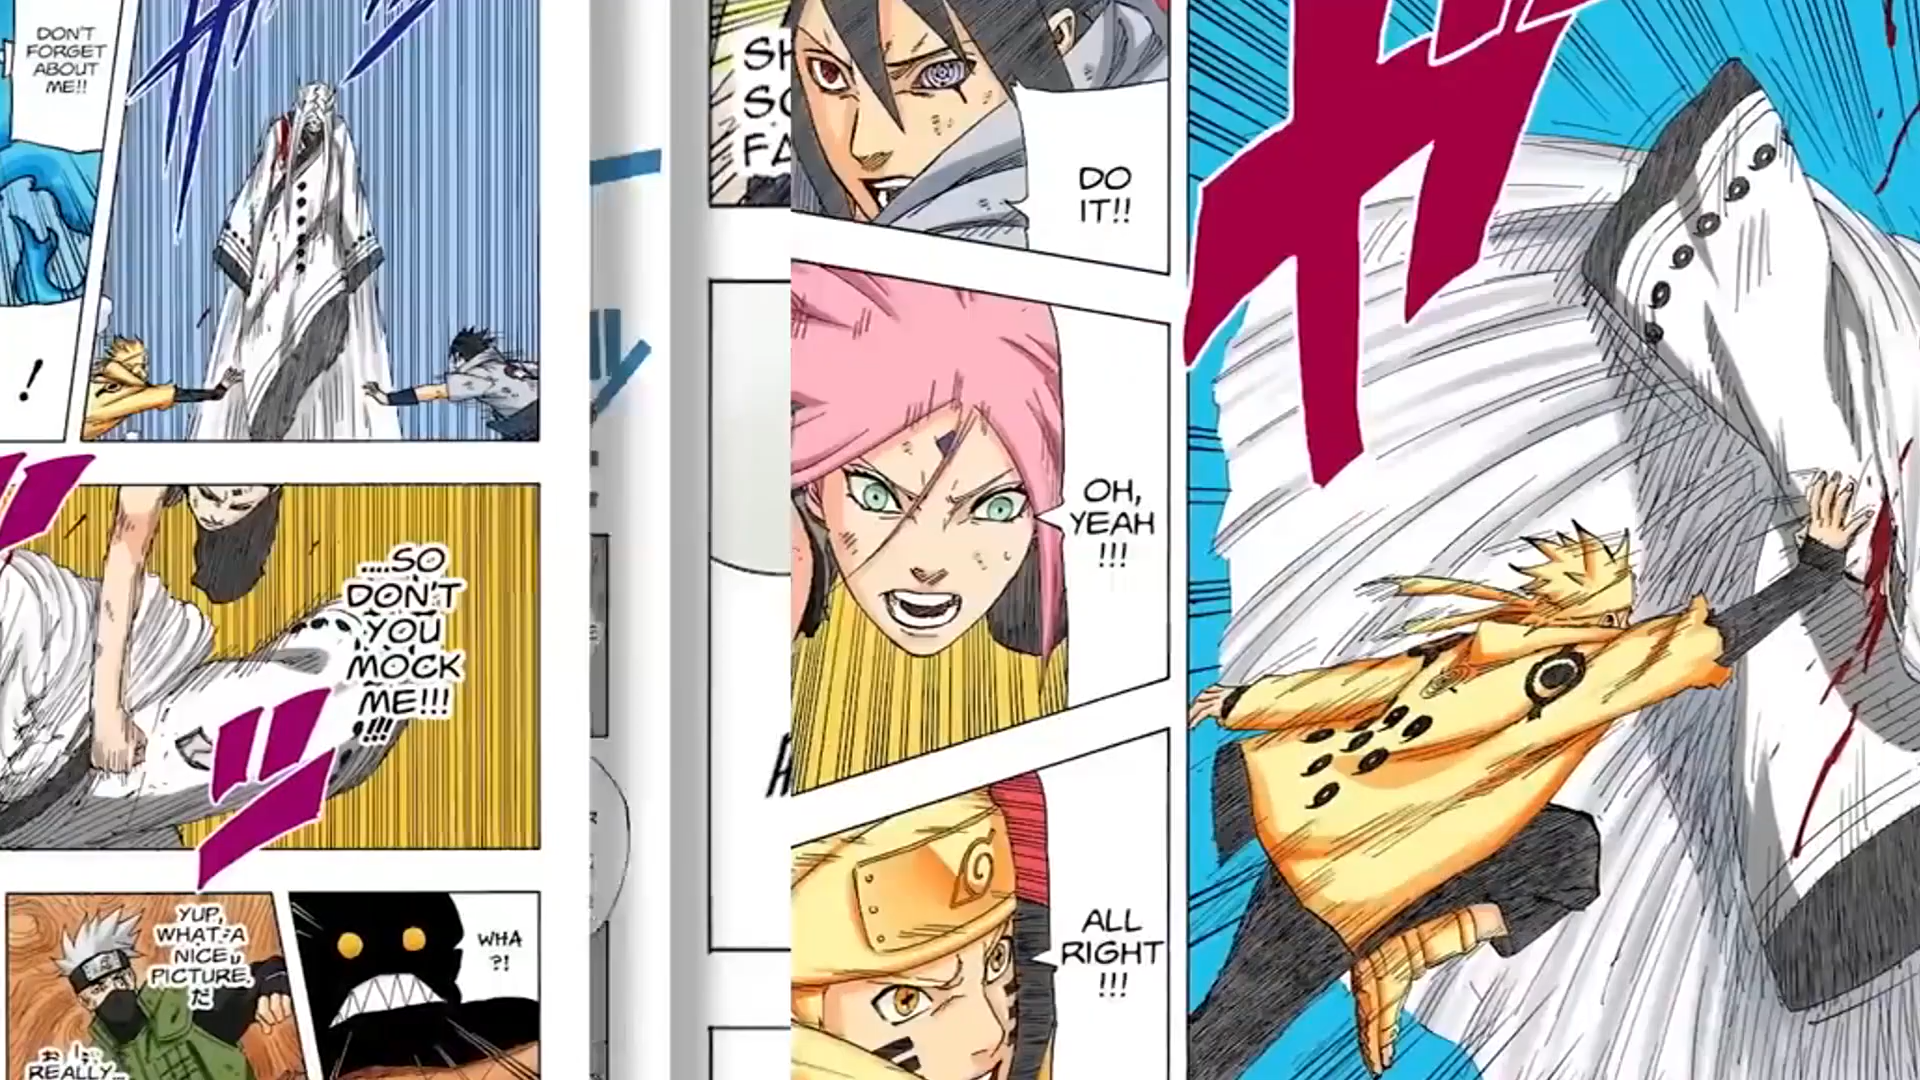 DON'T
FORGET
ABOUT
ME!!
!
....SO
DON'T
YOU
MOCK
ME!!!
!!!
YUP,
WHAT A
NICE
PICTURE.
だ
REALLY...
WHA
?!
DO
IT!!
OH,
YEAH
!!!
ALL
RIGHT
!!!